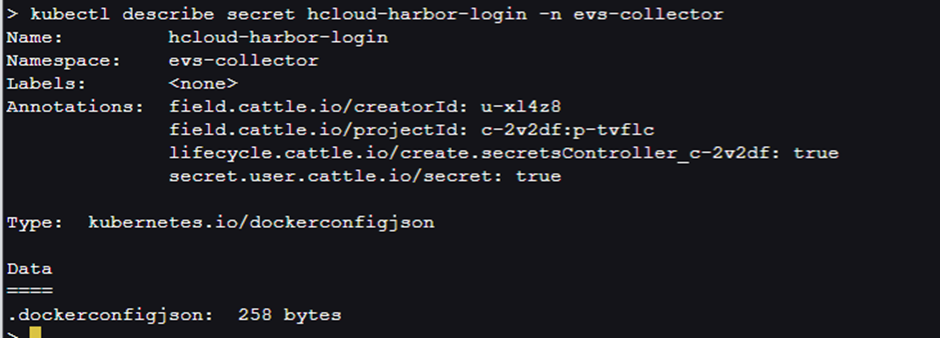 > kubectl describe secret hcloud-harbor-login -n evs-collector
Name:         hcloud-harbor-login
Namespace:    evs-collector
Labels:       <none>
Annotations:  field.cattle.io/creatorId: u-xl4z8
              field.cattle.io/projectId: c-2v2df:p-tvflc
              lifecycle.cattle.io/create.secretsController_c-2v2df: true
              secret.user.cattle.io/secret: true
Type:  kubernetes.io/dockerconfigjson
Data
====
.dockerconfigjson:  258 bytes
>